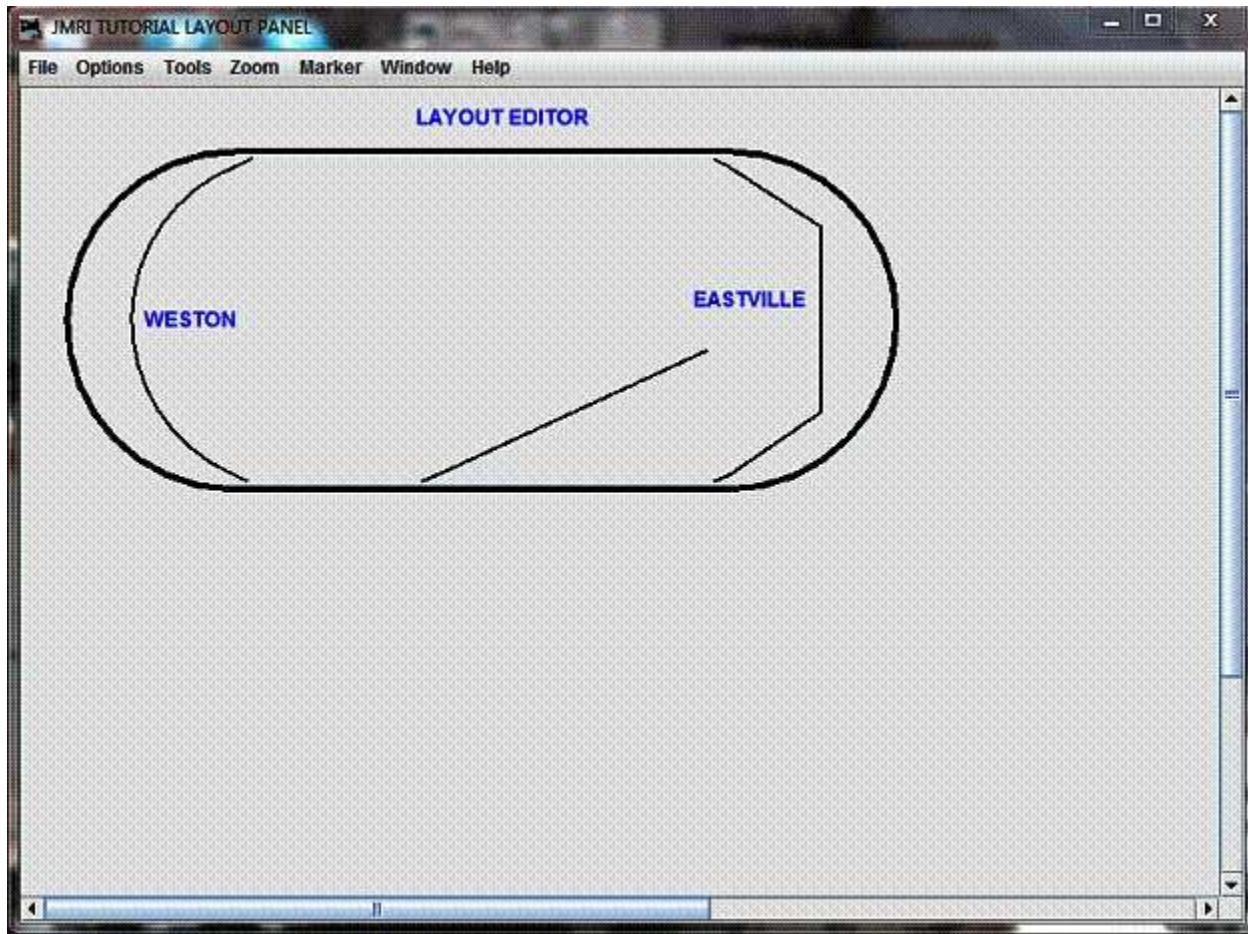 JMRI TUTORIAL LAYOUT PANEL
File Options Tools Zoom Marker Window Help
LAYOUT EDITOR
EASTVILLE
WESTON